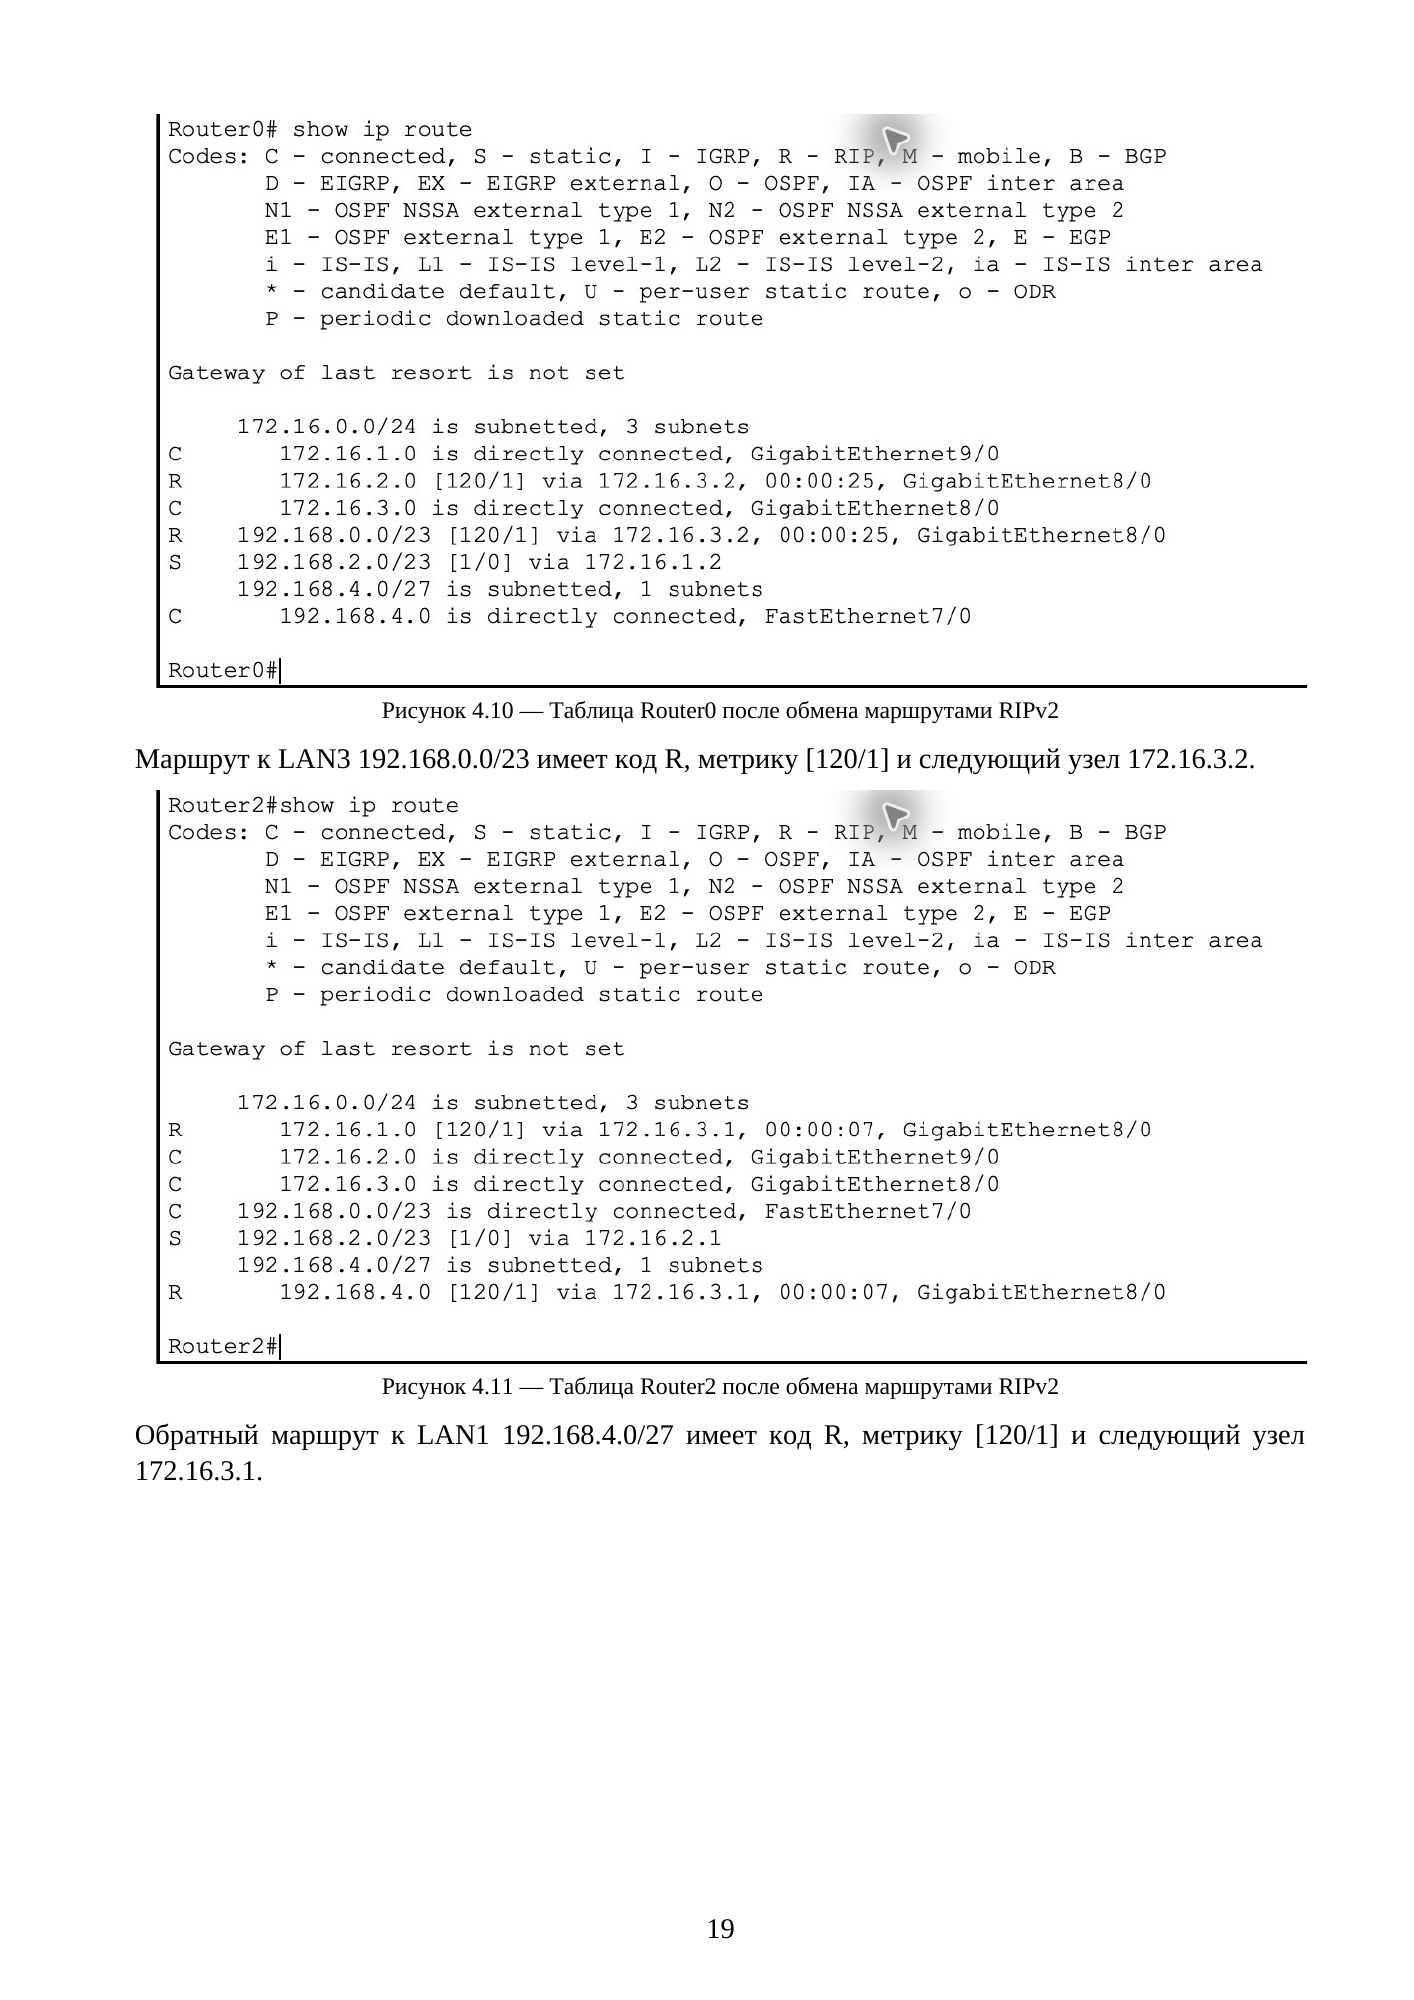 Router0# show ip route
Codes: C - connected, S - static, I - IGRP, R - RIP, M - mobile, B - BGP
       D - EIGRP, EX - EIGRP external, O - OSPF, IA - OSPF inter area
       N1 - OSPF NSSA external type 1, N2 - OSPF NSSA external type 2
       E1 - OSPF external type 1, E2 - OSPF external type 2, E - EGP
       i - IS-IS, L1 - IS-IS level-1, L2 - IS-IS level-2, ia - IS-IS inter area
       * - candidate default, U - per-user static route, o - ODR
       P - periodic downloaded static route

Gateway of last resort is not set

     172.16.0.0/24 is subnetted, 3 subnets
C       172.16.1.0 is directly connected, GigabitEthernet9/0
R       172.16.2.0 [120/1] via 172.16.3.2, 00:00:25, GigabitEthernet8/0
C       172.16.3.0 is directly connected, GigabitEthernet8/0
R    192.168.0.0/23 [120/1] via 172.16.3.2, 00:00:25, GigabitEthernet8/0
S    192.168.2.0/23 [1/0] via 172.16.1.2
     192.168.4.0/27 is subnetted, 1 subnets
C       192.168.4.0 is directly connected, FastEthernet7/0

Router0#
Рисунок 4.10 — Таблица Router0 после обмена маршрутами RIPv2
Маршрут к LAN3 192.168.0.0/23 имеет код R, метрику [120/1] и следующий узел 172.16.3.2.
Router2#show ip route
Codes: C - connected, S - static, I - IGRP, R - RIP, M - mobile, B - BGP
       D - EIGRP, EX - EIGRP external, O - OSPF, IA - OSPF inter area
       N1 - OSPF NSSA external type 1, N2 - OSPF NSSA external type 2
       E1 - OSPF external type 1, E2 - OSPF external type 2, E - EGP
       i - IS-IS, L1 - IS-IS level-1, L2 - IS-IS level-2, ia - IS-IS inter area
       * - candidate default, U - per-user static route, o - ODR
       P - periodic downloaded static route

Gateway of last resort is not set

     172.16.0.0/24 is subnetted, 3 subnets
R       172.16.1.0 [120/1] via 172.16.3.1, 00:00:07, GigabitEthernet8/0
C       172.16.2.0 is directly connected, GigabitEthernet9/0
C       172.16.3.0 is directly connected, GigabitEthernet8/0
C    192.168.0.0/23 is directly connected, FastEthernet7/0
S    192.168.2.0/23 [1/0] via 172.16.2.1
     192.168.4.0/27 is subnetted, 1 subnets
R       192.168.4.0 [120/1] via 172.16.3.1, 00:00:07, GigabitEthernet8/0

Router2#
Рисунок 4.11 — Таблица Router2 после обмена маршрутами RIPv2
Обратный маршрут к LAN1 192.168.4.0/27 имеет код R, метрику [120/1] и следующий узел
172.16.3.1.
19